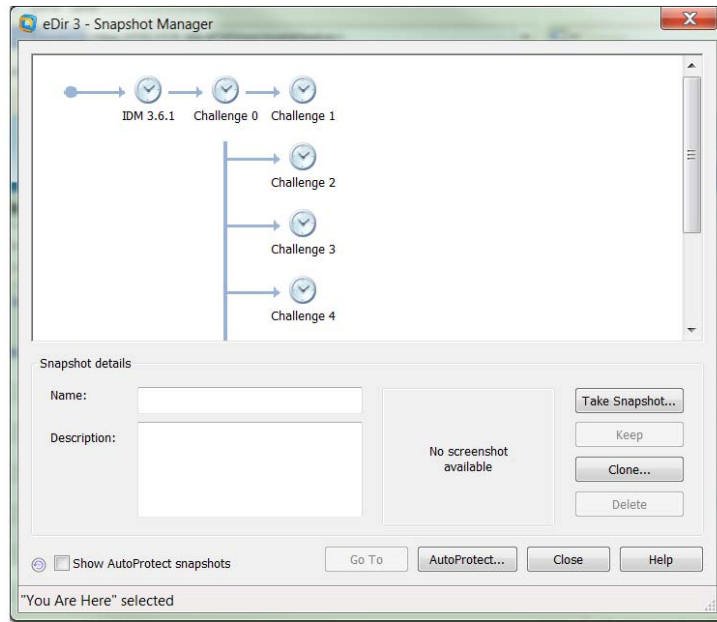 eDir 3 - Snapshot Manager
IDM 3.6.1 Challenge 0 Challenge 1
Challenge 2
Challenge 3
Challenge 4
Snapshot details
Name:
Description:
No screenshot
available
Take Snapshot...
Keep
Clone...
Delete
Show AutoProtect snapshots
Go To
AutoProtect...
Close
Help
"You Are Here" selected